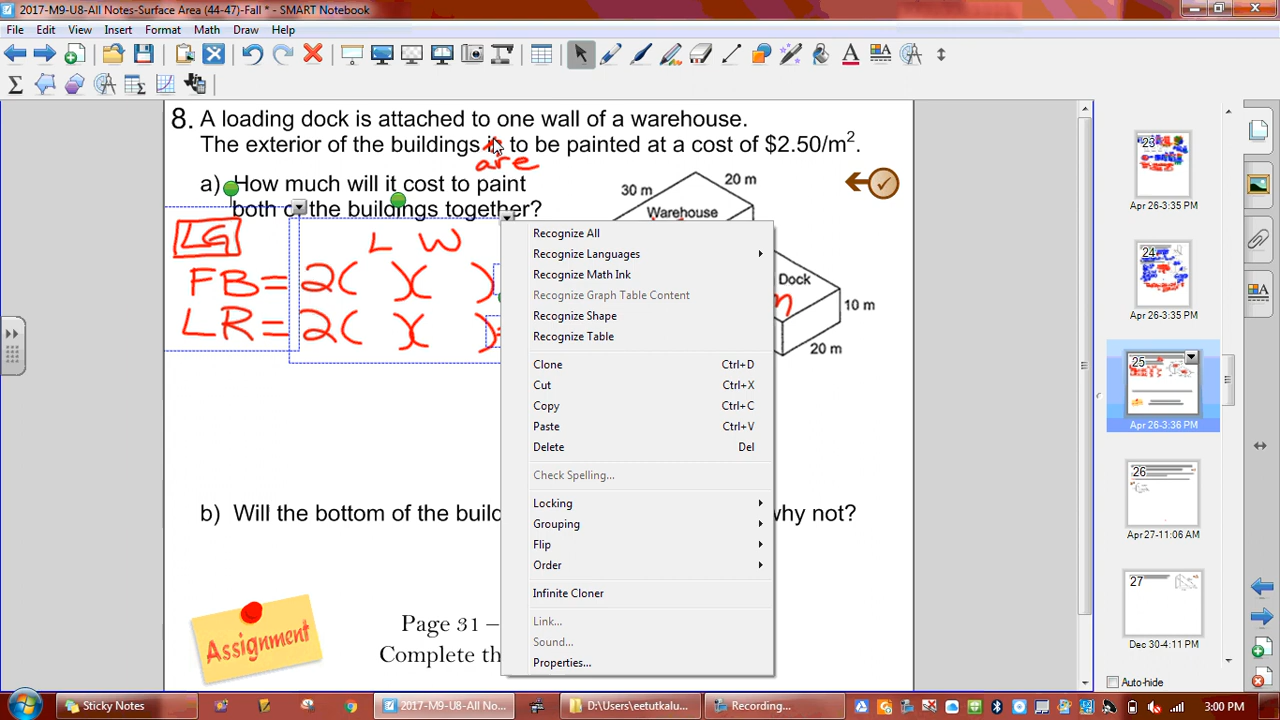 2017-M9-U8-All Notes-Surface Area (44-47)-Fall * - SMART Notebook
File Edit View Insert Format Math Draw Help
8. A loading dock is attached to one wall of a warehouse.
The exterior of the buildings is to be painted at a cost of $2.50/m².
are
a) How much will it cost to paint
both of the buildings together?
30 m
20 m
Warehouse
Dock
10 m
20 m
LG
L W
FB = 2( )( )
LR = 2( )( )=
Recognize All
Recognize Languages
Recognize Math Ink
Recognize Graph Table Content
Recognize Shape
Recognize Table
Clone Ctrl+D
Cut Ctrl+X
Copy Ctrl+C
Paste Ctrl+V
Delete Del
Check Spelling...
Locking
Grouping
Flip
Order
Infinite Cloner
Link...
Sound...
Properties...
b) Will the bottom of the build
why not?
Assignment
Page 31 –
Complete th
23
Apr 26-3:35 PM
24
Apr 26-3:35 PM
25
Apr 26-3:36 PM
26
Apr 27-11:06 AM
27
Dec 30-4:11 PM
Auto-hide
Sticky Notes
2017-M9-U8-All No...
D:\Users\eetutkalu...
Recording...
3:00 PM